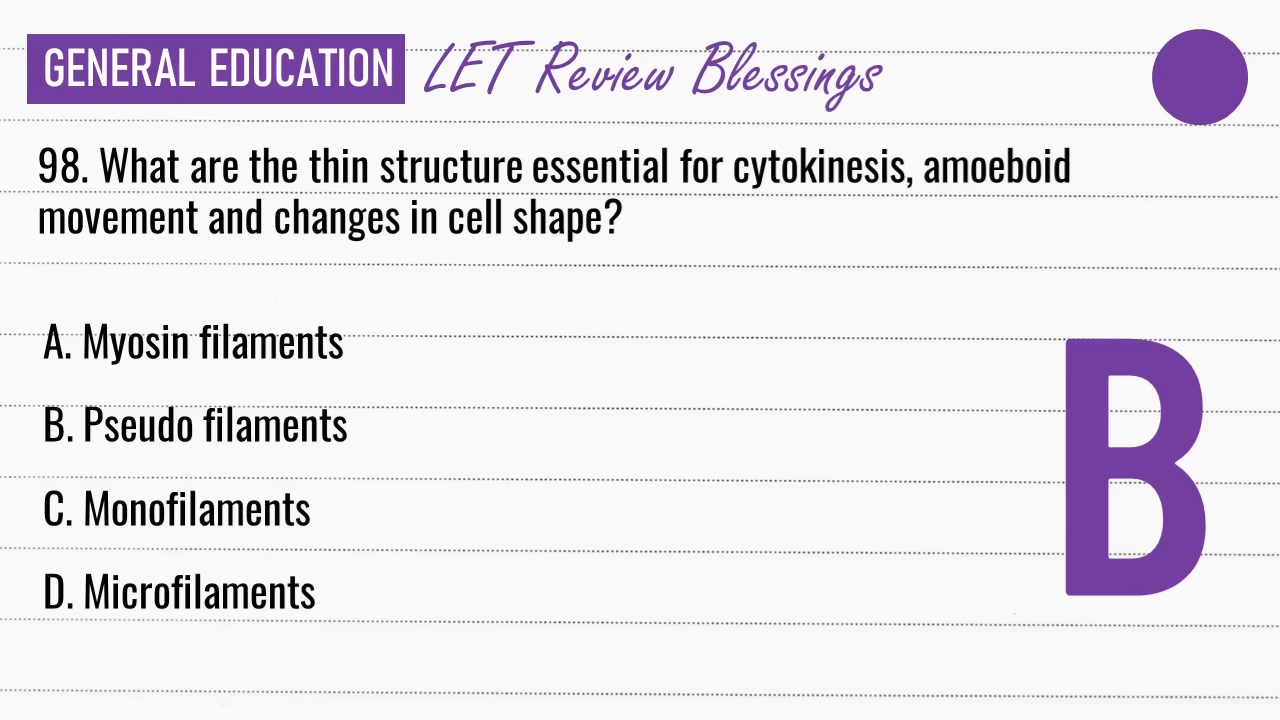 GENERAL EDUCATION LET Review Blessings
98. What are the thin structure essential for cytokinesis, amoeboid
movement and changes in cell shape?
A. Myosin filaments
B. Pseudo filaments
C. Monofilaments
D. Microfilaments
B